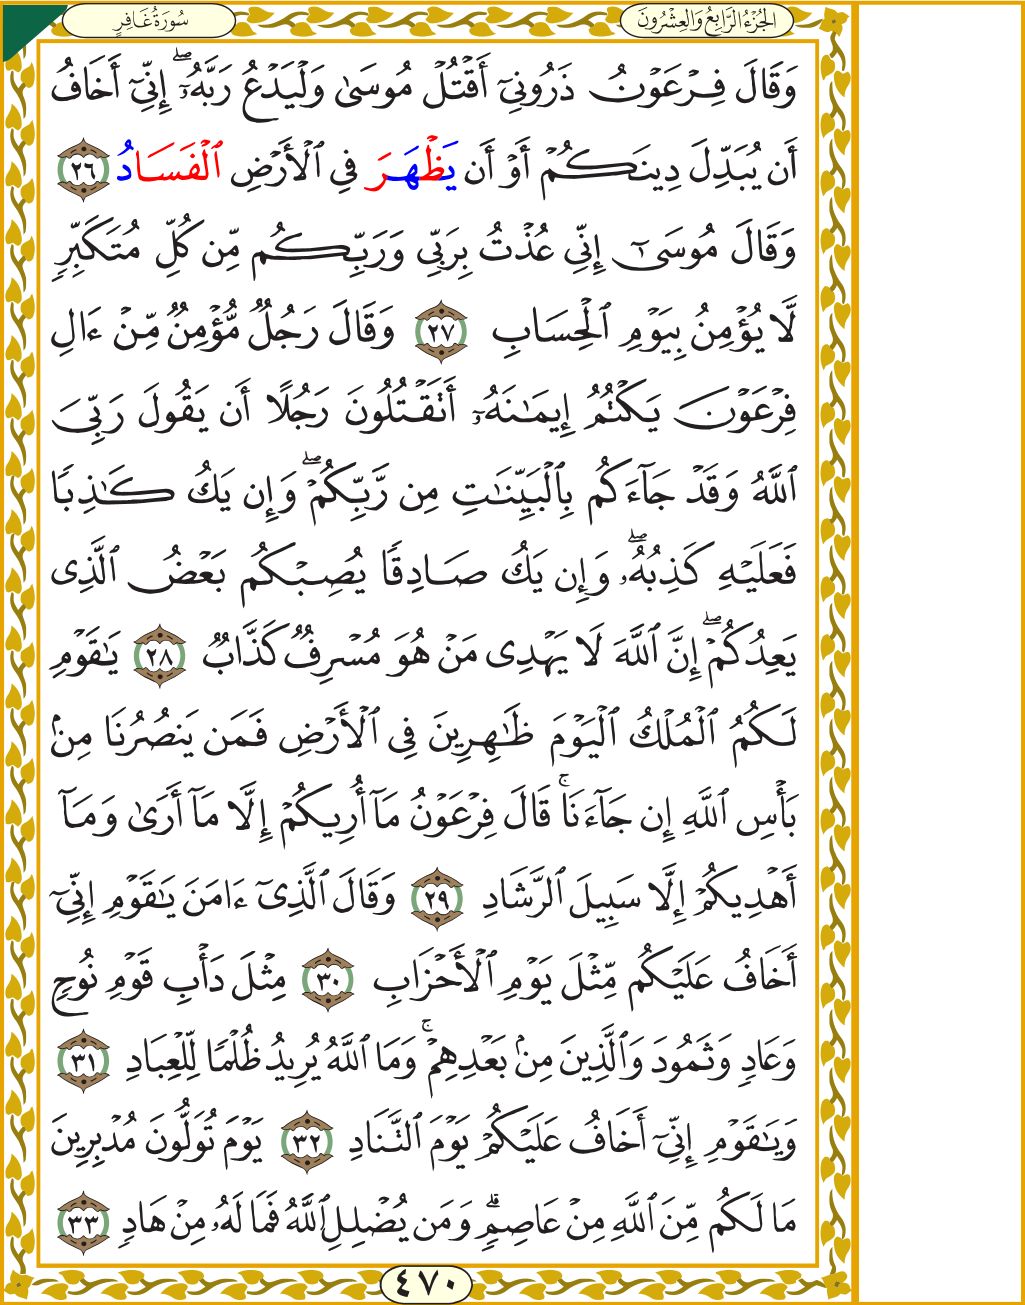 الجُزْءُ الرَّابِعُ وَالعِشْرُونَ
سُورَةُ غَافِرٍ
وَقَالَ فِرْعَوْنُ ذَرُونِيٓ أَقْتُلْ مُوسَىٰ وَلْيَدْعُ رَبَّهُۥٓۖ إِنِّيٓ أَخَافُ
أَن يُبَدِّلَ دِينَكُمْ أَوْ أَن يَظْهَرَ فِي ٱلْأَرْضِ ٱلْفَسَادُ ٢٦
وَقَالَ مُوسَىٰٓ إِنِّي عُذْتُ بِرَبِّي وَرَبِّكُم مِّن كُلِّ مُتَكَبِّرٍ
لَّا يُؤْمِنُ بِيَوْمِ ٱلْحِسَابِ ٢٧ وَقَالَ رَجُلٌ مُّؤْمِنٌ مِّنْ ءَالِ
فِرْعَوْنَ يَكْتُمُ إِيمَٰنَهُۥٓ أَتَقْتُلُونَ رَجُلًا أَن يَقُولَ رَبِّيَ
ٱللَّهُ وَقَدْ جَآءَكُم بِٱلْبَيِّنَٰتِ مِن رَّبِّكُمْۖ وَإِن يَكُ كَٰذِبًا
فَعَلَيْهِ كَذِبُهُۥۖ وَإِن يَكُ صَادِقًا يُصِبْكُم بَعْضُ ٱلَّذِى
يَعِدُكُمْۖ إِنَّ ٱللَّهَ لَا يَهْدِى مَنْ هُوَ مُسْرِفٌ كَذَّابٌ ٢٨ يَٰقَوْمِ
لَكُمُ ٱلْمُلْكُ ٱلْيَوْمَ ظَٰهِرِينَ فِى ٱلْأَرْضِ فَمَن يَنصُرُنَا مِنۢ
بَأْسِ ٱللَّهِ إِن جَآءَنَاۚ قَالَ فِرْعَوْنُ مَآ أُرِيكُمْ إِلَّا مَآ أَرَىٰ وَمَآ
أَهْدِيكُمْ إِلَّا سَبِيلَ ٱلرَّشَادِ ٢٩ وَقَالَ ٱلَّذِىٓ ءَامَنَ يَٰقَوْمِ إِنِّىٓ
أَخَافُ عَلَيْكُم مِّثْلَ يَوْمِ ٱلْأَحْزَابِ ٣٠ مِثْلَ دَأْبِ قَوْمِ نُوحٍ
وَعَادٍ وَثَمُودَ وَٱلَّذِينَ مِنۢ بَعْدِهِمْۚ وَمَا ٱللَّهُ يُرِيدُ ظُلْمًا لِّلْعِبَادِ ٣١
وَيَٰقَوْمِ إِنِّىٓ أَخَافُ عَلَيْكُمْ يَوْمَ ٱلتَّنَادِ ٣٢ يَوْمَ تُوَلُّونَ مُدْبِرِينَ
مَا لَكُم مِّنَ ٱللَّهِ مِنْ عَاصِمٍۗ وَمَن يُضْلِلِ ٱللَّهُ فَمَا لَهُۥ مِنْ هَادٍ ٣٣
٤٧٠